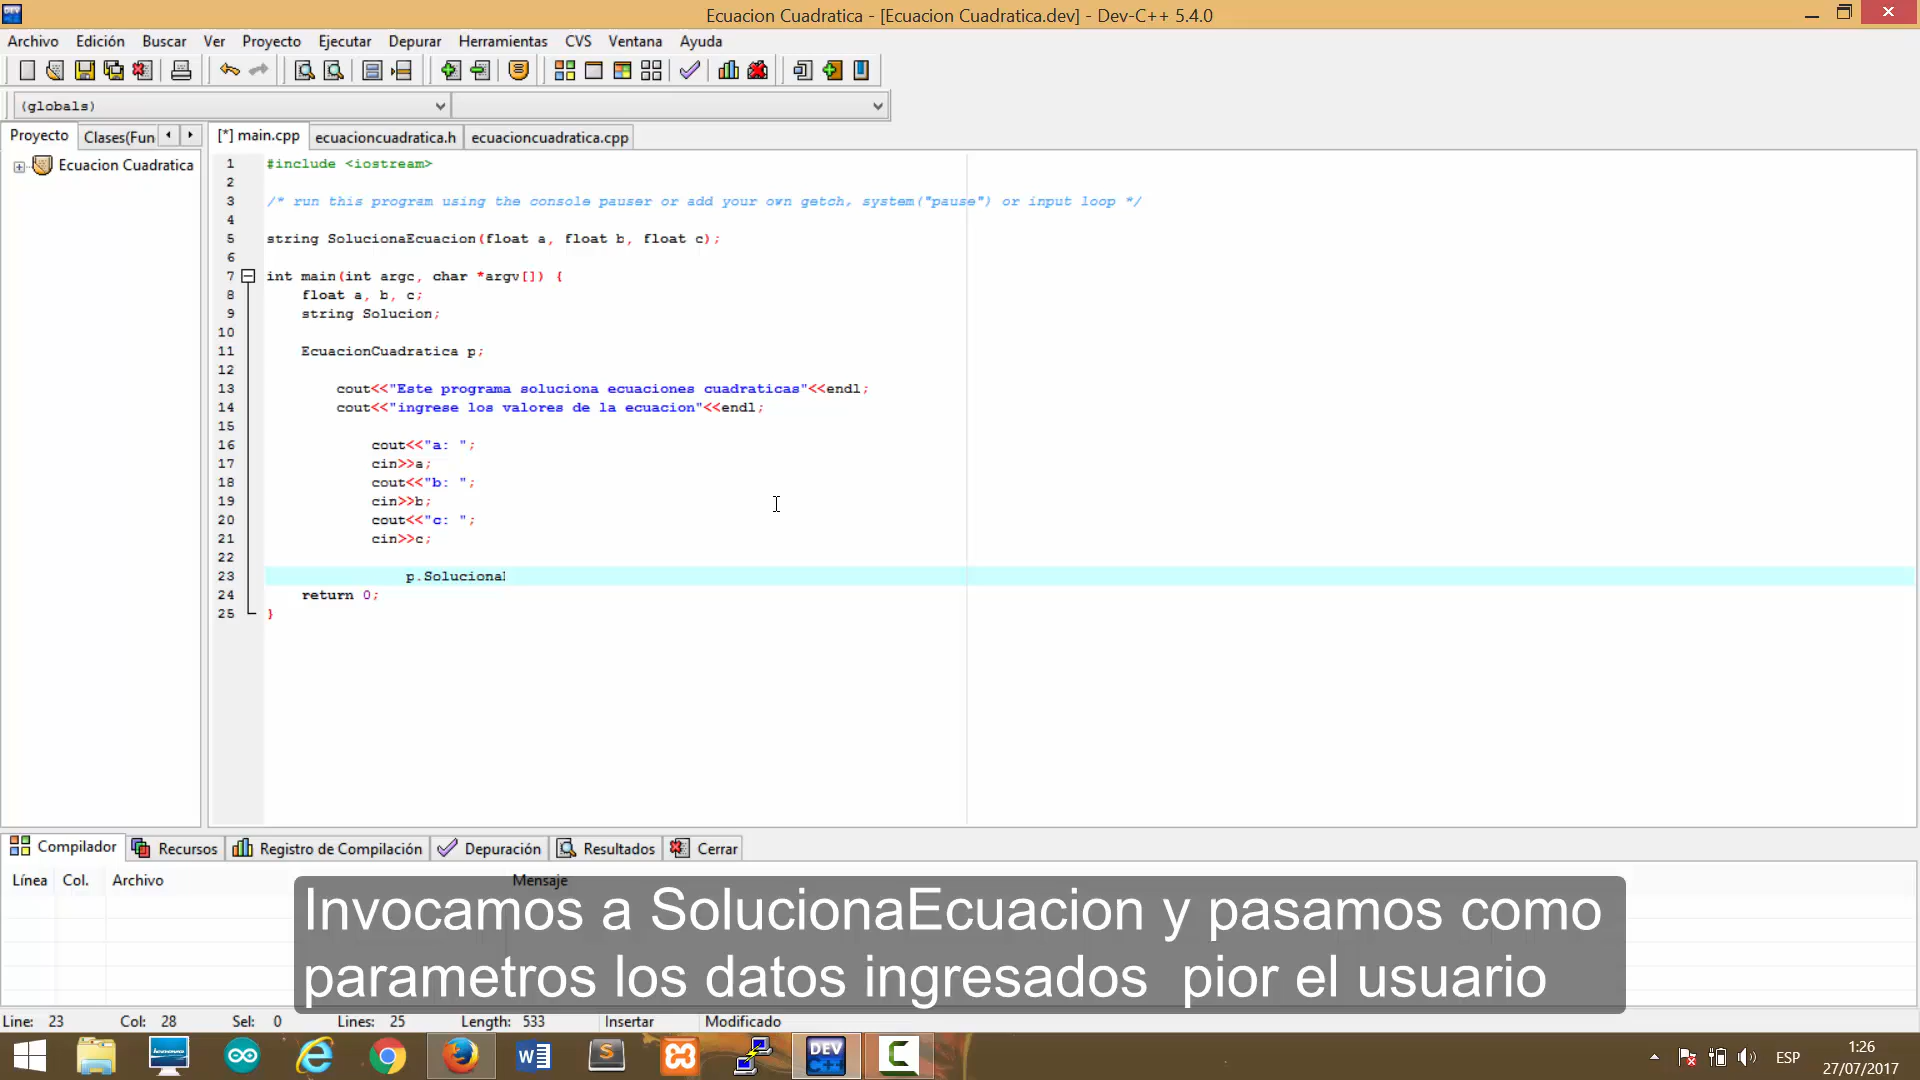 Ecuacion Cuadratica - [Ecuacion Cuadratica.dev] - Dev-C++ 5.4.0
Archivo Edición Buscar Ver Proyecto Ejecutar Depurar Herramientas CVS Ventana Ayuda
(globals)
Proyecto Clases(Fun [*] main.cpp ecuacioncuadratica.h ecuacioncuadratica.cpp
Ecuacion Cuadratica
1 #include <iostream>
2
3 /* run this program using the console pauser or add your own getch, system("pause") or input loop */
4
5 string SolucionaEcuacion(float a, float b, float c);
6
7 int main(int argc, char *argv[]) {
8 float a, b, c;
9 string Solucion;
10
11 EcuacionCuadratica p;
12
13 cout<<"Este programa soluciona ecuaciones cuadraticas"<<endl;
14 cout<<"ingrese los valores de la ecuacion"<<endl;
15
16 cout<<"a: ";
17 cin>>a;
18 cout<<"b: ";
19 cin>>b;
20 cout<<"c: ";
21 cin>>c;
22
23 p.Soluciona
24 return 0;
25 }
Compilador Recursos Registro de Compilación Depuración Resultados Cerrar
Línea Col. Archivo Mensaje
Invocamos a SolucionaEcuacion y pasamos como
parametros los datos ingresados pior el usuario
Line: 23 Col: 28 Sel: 0 Lines: 25 Length: 533 Insertar Modificado
ESP
1:26
27/07/2017